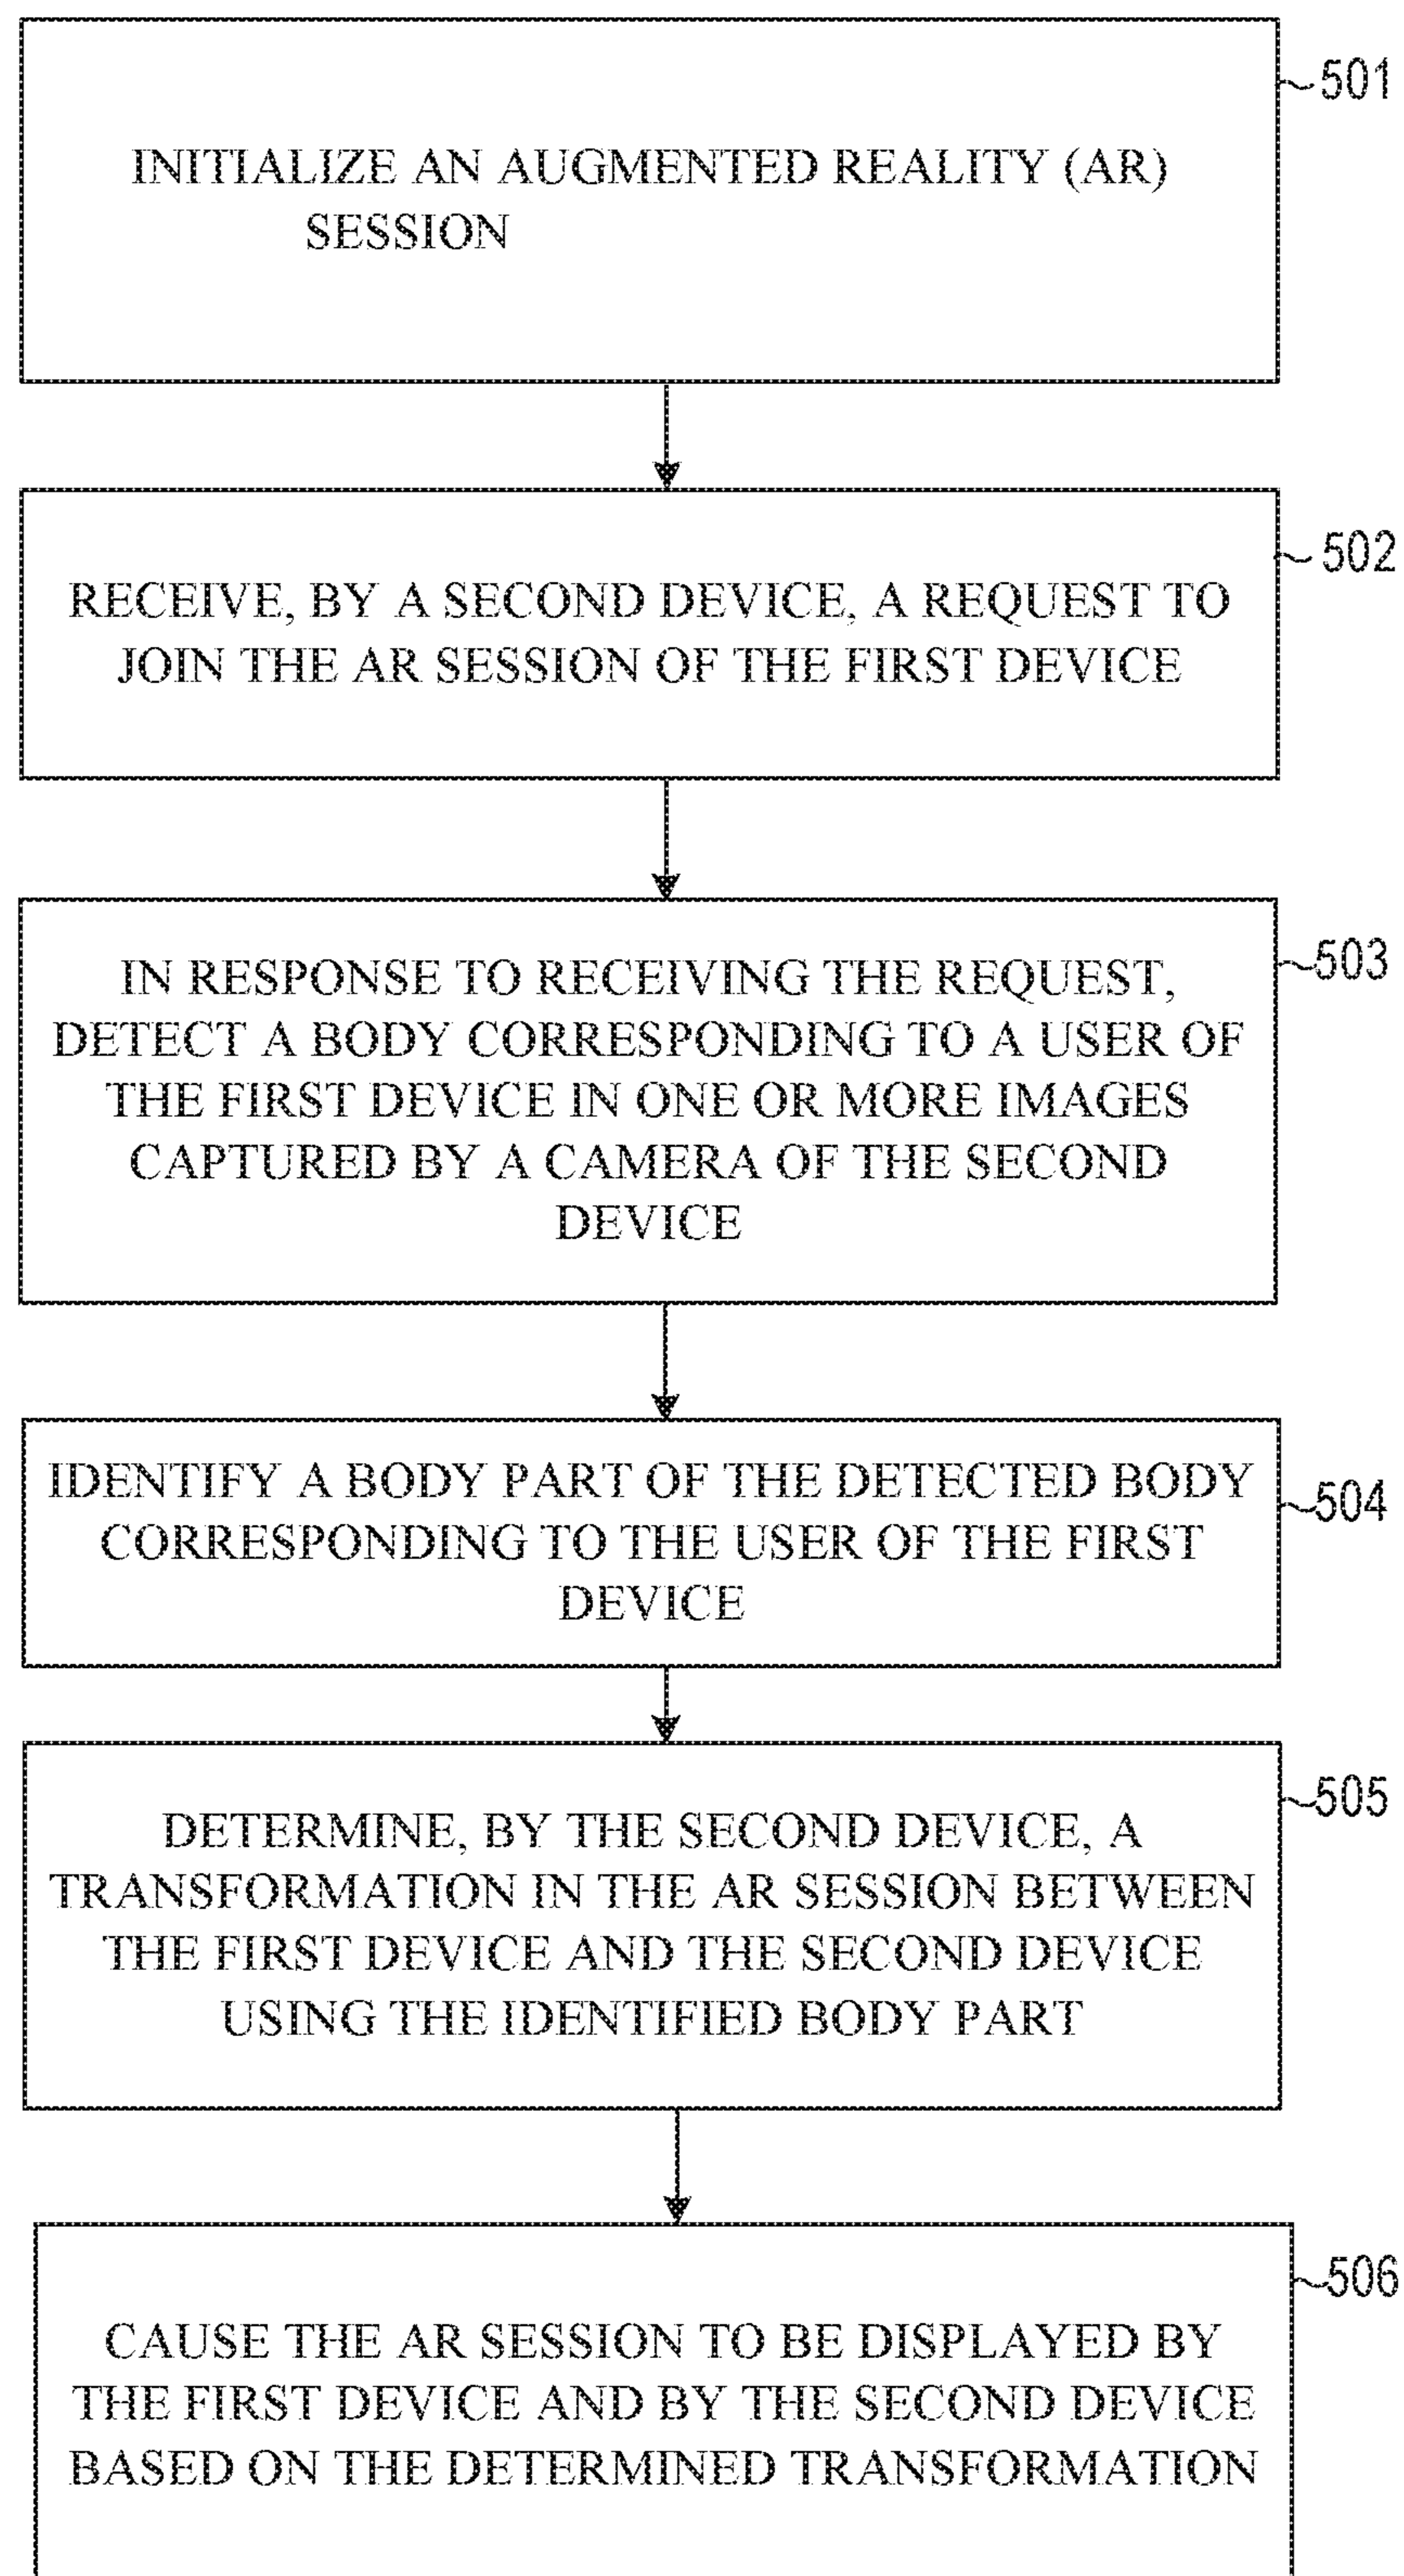 501
INITIALIZE AN AUGMENTED REALITY (AR)
SESSION
502
RECEIVE, BY A SECOND DEVICE, A REQUEST TO
JOIN THE AR SESSION OF THE FIRST DEVICE
503
IN RESPONSE TO RECEIVING THE REQUEST,
DETECT A BODY CORRESPONDING TO A USER OF
THE FIRST DEVICE IN ONE OR MORE IMAGES
CAPTURED BY A CAMERA OF THE SECOND
DEVICE
504
IDENTIFY A BODY PART OF THE DETECTED BODY
CORRESPONDING TO THE USER OF THE FIRST
DEVICE
505
DETERMINE, BY THE SECOND DEVICE, A
TRANSFORMATION IN THE AR SESSION BETWEEN
THE FIRST DEVICE AND THE SECOND DEVICE
USING THE IDENTIFIED BODY PART
506
CAUSE THE AR SESSION TO BE DISPLAYED BY
THE FIRST DEVICE AND BY THE SECOND DEVICE
BASED ON THE DETERMINED TRANSFORMATION